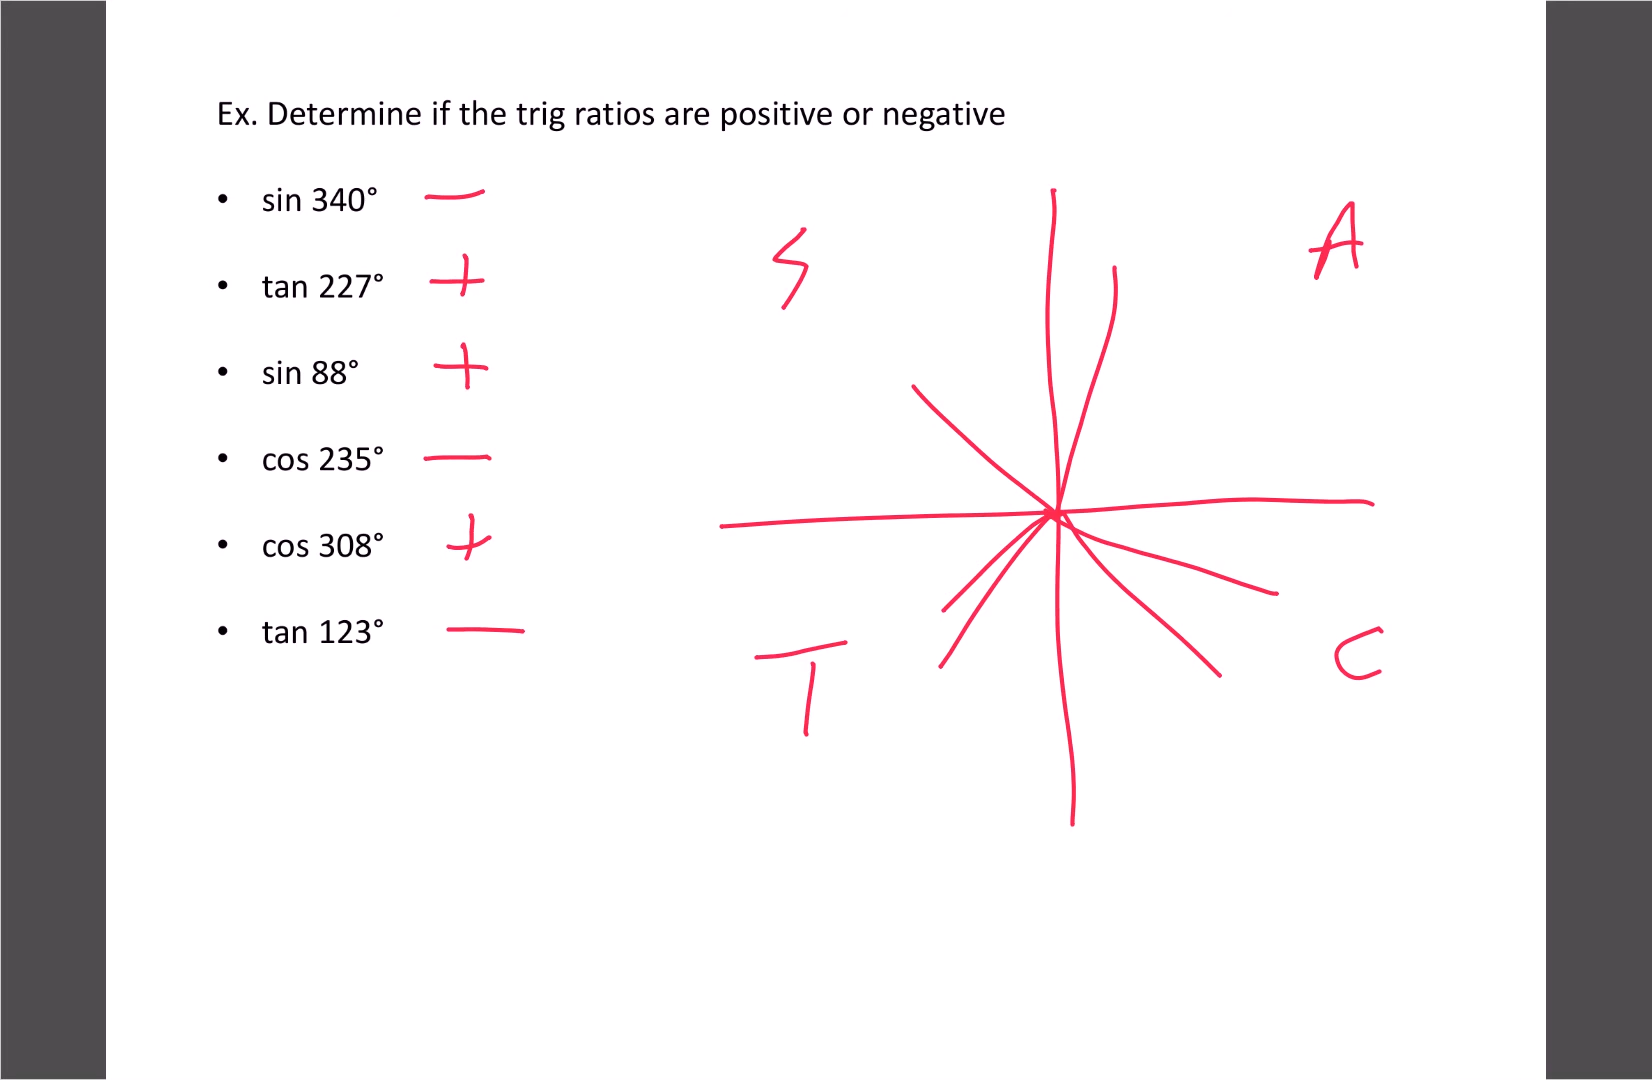 Ex. Determine if the trig ratios are positive or negative
• sin 340° —
• tan 227° +
• sin 88° +
• cos 235° —
• cos 308° +
• tan 123° —
S A
T C